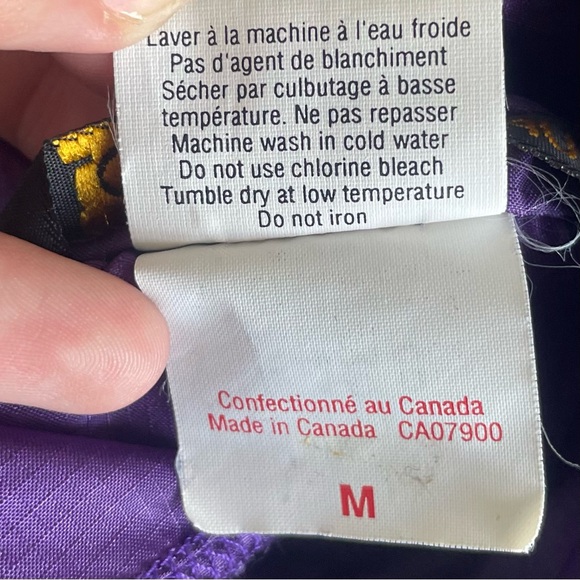 Laver à la machine à l'eau froide
Pas d'agent de blanchiment
Sécher par culbutage à basse
température. Ne pas repasser
Machine wash in cold water
Do not use chlorine bleach
Tumble dry at low temperature
Do not iron
Confectionné au Canada
Made in Canada CA07900
M